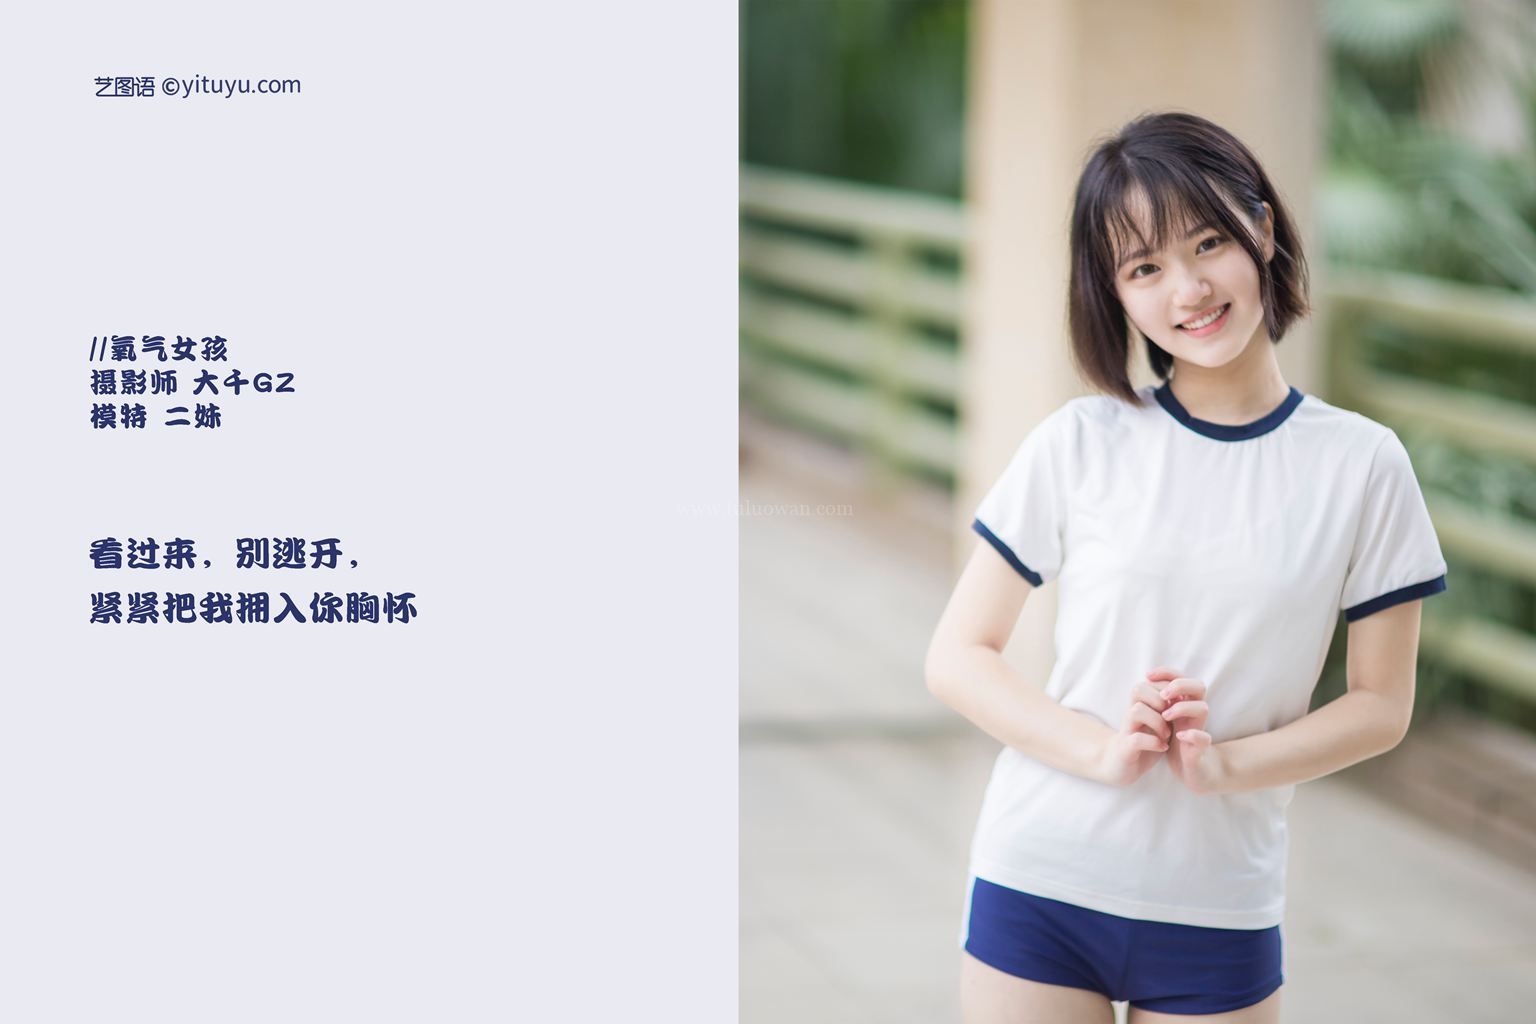 艺图语 ©yituyu.com
//氧气女孩
摄影师 大千GZ
模特 二妹
看过来，别逃开，
紧紧把我拥入你胸怀